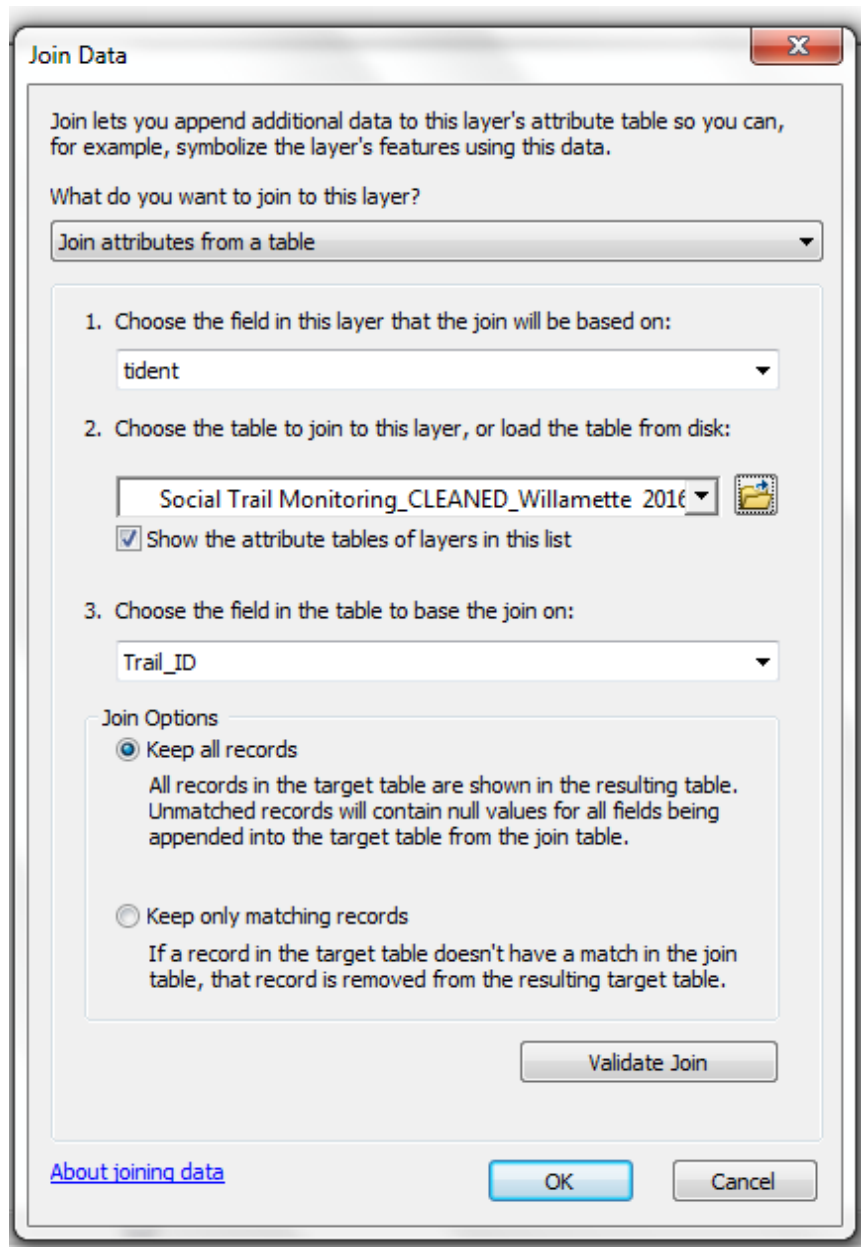 Join Data
X
Join lets you append additional data to this layer's attribute table so you can,
for example, symbolize the layer's features using this data.
What do you want to join to this layer?
Join attributes from a table
1. Choose the field in this layer that the join will be based on:
tident
2. Choose the table to join to this layer, or load the table from disk:
Social Trail Monitoring_CLEANED_Willamette 2016
Show the attribute tables of layers in this list
3. Choose the field in the table to base the join on:
Trail_ID
Join Options
Keep all records
All records in the target table are shown in the resulting table.
Unmatched records will contain null values for all fields being
appended into the target table from the join table.
Keep only matching records
If a record in the target table doesn't have a match in the join
table, that record is removed from the resulting target table.
Validate Join
About joining data
OK
Cancel